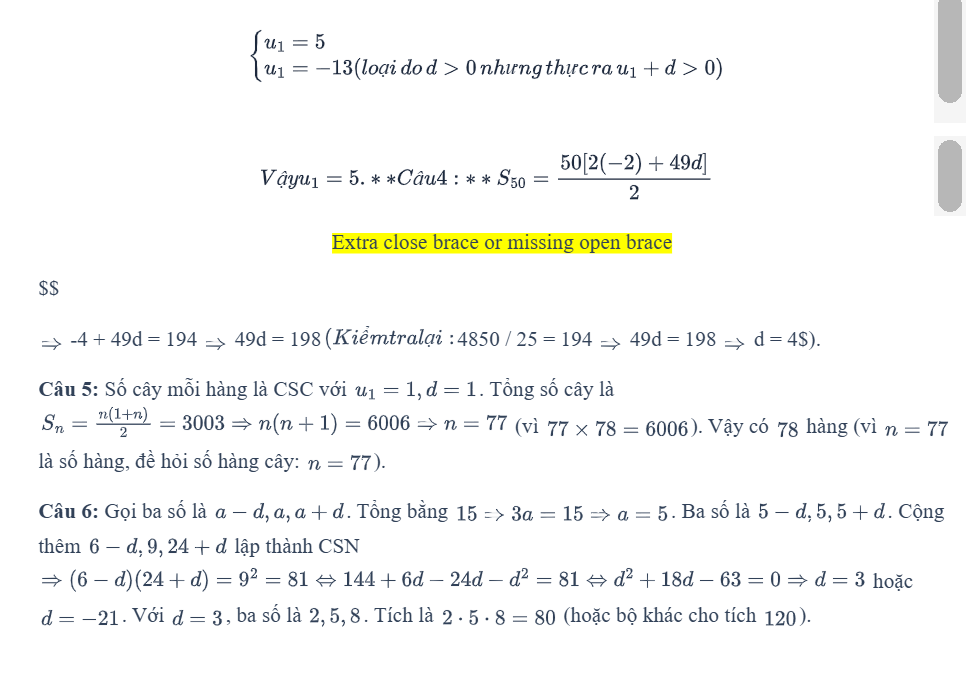 {u₁ = 5
u₁ = −13(loại do d > 0 nhưng thực ra u₁ + d > 0)
Vậyu₁ = 5. ∗ ∗Câu4 : ∗ ∗ S₅₀ = 50[2(−2) + 49d] / 2
Extra close brace or missing open brace
$$
⇒ -4 + 49d = 194 ⇒ 49d = 198 (Kiểmtralại : 4850 / 25 = 194 ⇒ 49d = 198 ⇒ d = 4$).
Câu 5: Số cây mỗi hàng là CSC với u₁ = 1, d = 1. Tổng số cây là
Sₙ = n(1+n)/2 = 3003 ⇒ n(n + 1) = 6006 ⇒ n = 77 (vì 77 × 78 = 6006). Vậy có 78 hàng (vì n = 77
là số hàng, đề hỏi số hàng cây: n = 77).
Câu 6: Gọi ba số là a − d, a, a + d. Tổng bằng 15 => 3a = 15 ⇒ a = 5. Ba số là 5 − d, 5, 5 + d. Cộng
thêm 6 − d, 9, 24 + d lập thành CSN
⇒ (6 − d)(24 + d) = 9² = 81 ⇔ 144 + 6d − 24d − d² = 81 ⇔ d² + 18d − 63 = 0 ⇒ d = 3 hoặc
d = −21. Với d = 3, ba số là 2, 5, 8. Tích là 2 · 5 · 8 = 80 (hoặc bộ khác cho tích 120).